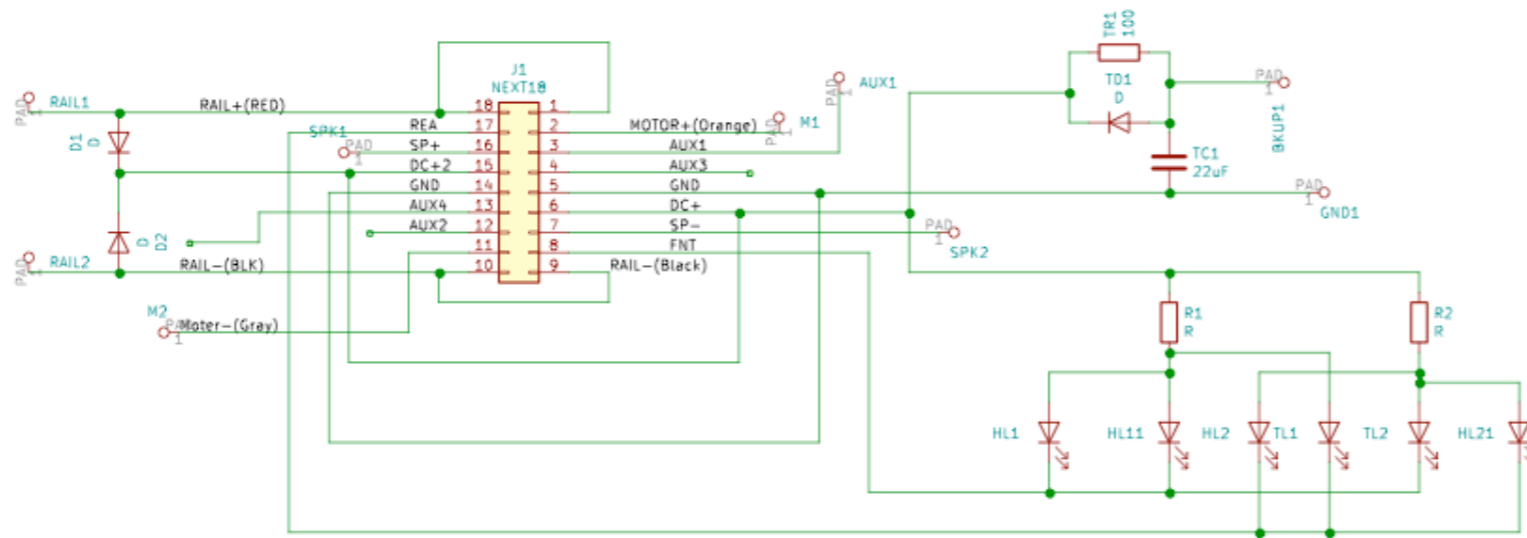 TR1
100
J1
NEXT18
PAD
1
AUX1
TD1
D
PAD
1
BKUP1
PAD
1
RAIL1
RAIL+(RED)
18
1
PAD
1
M1
D1
D
REA
17
2
MOTOR+(Orange)
SPK1
PAD
1
SP+
16
3
AUX1
TC1
22uF
DC+2
15
4
AUX3
GND
14
5
GND
PAD
1
GND1
AUX4
13
6
DC+
D
D2
AUX2
12
7
SP-
PAD
1
SPK2
11
8
FNT
PAD
1
RAIL2
RAIL-(BLK)
10
9
RAIL-(Black)
M2
PAD
1
Moter-(Gray)
R1
R
R2
R
HL1
HL11
HL2
TL1
TL2
HL21